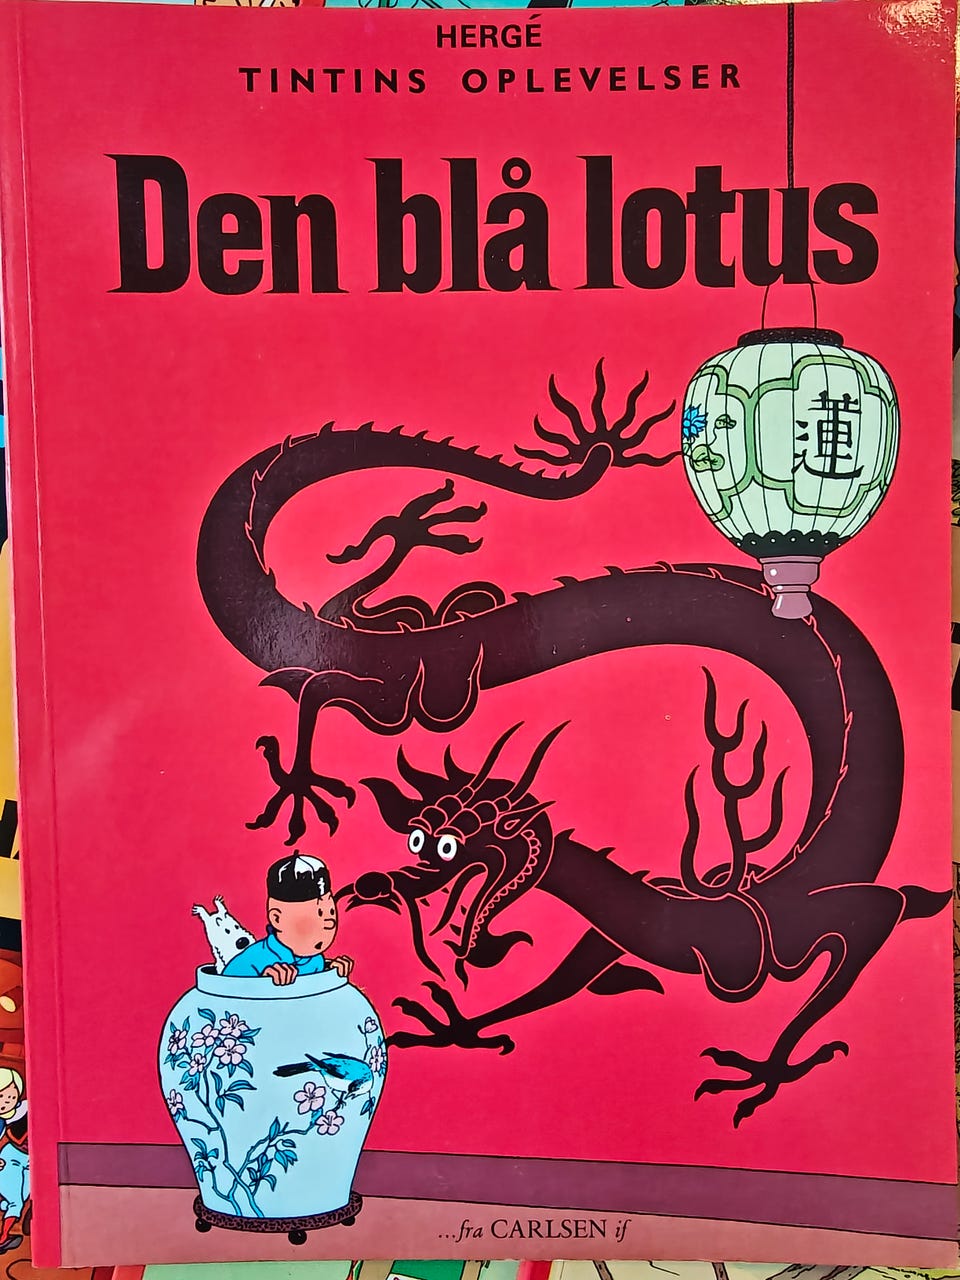 HERGÉ
TINTINS OPLEVELSER
Den blå lotus
蓮
...fra CARLSEN if